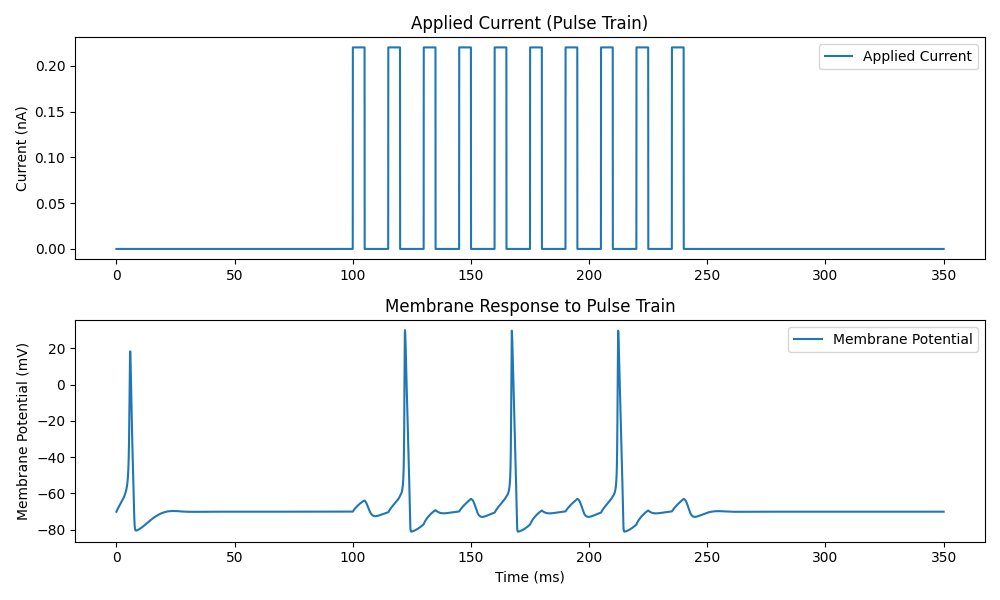 Applied Current (Pulse Train)
Current (nA)
0.20
0.15
0.10
0.05
0.00
Applied Current
0 50 100 150 200 250 300 350
Membrane Response to Pulse Train
Membrane Potential (mV)
20
0
−20
−40
−60
−80
Membrane Potential
0 50 100 150 200 250 300 350
Time (ms)